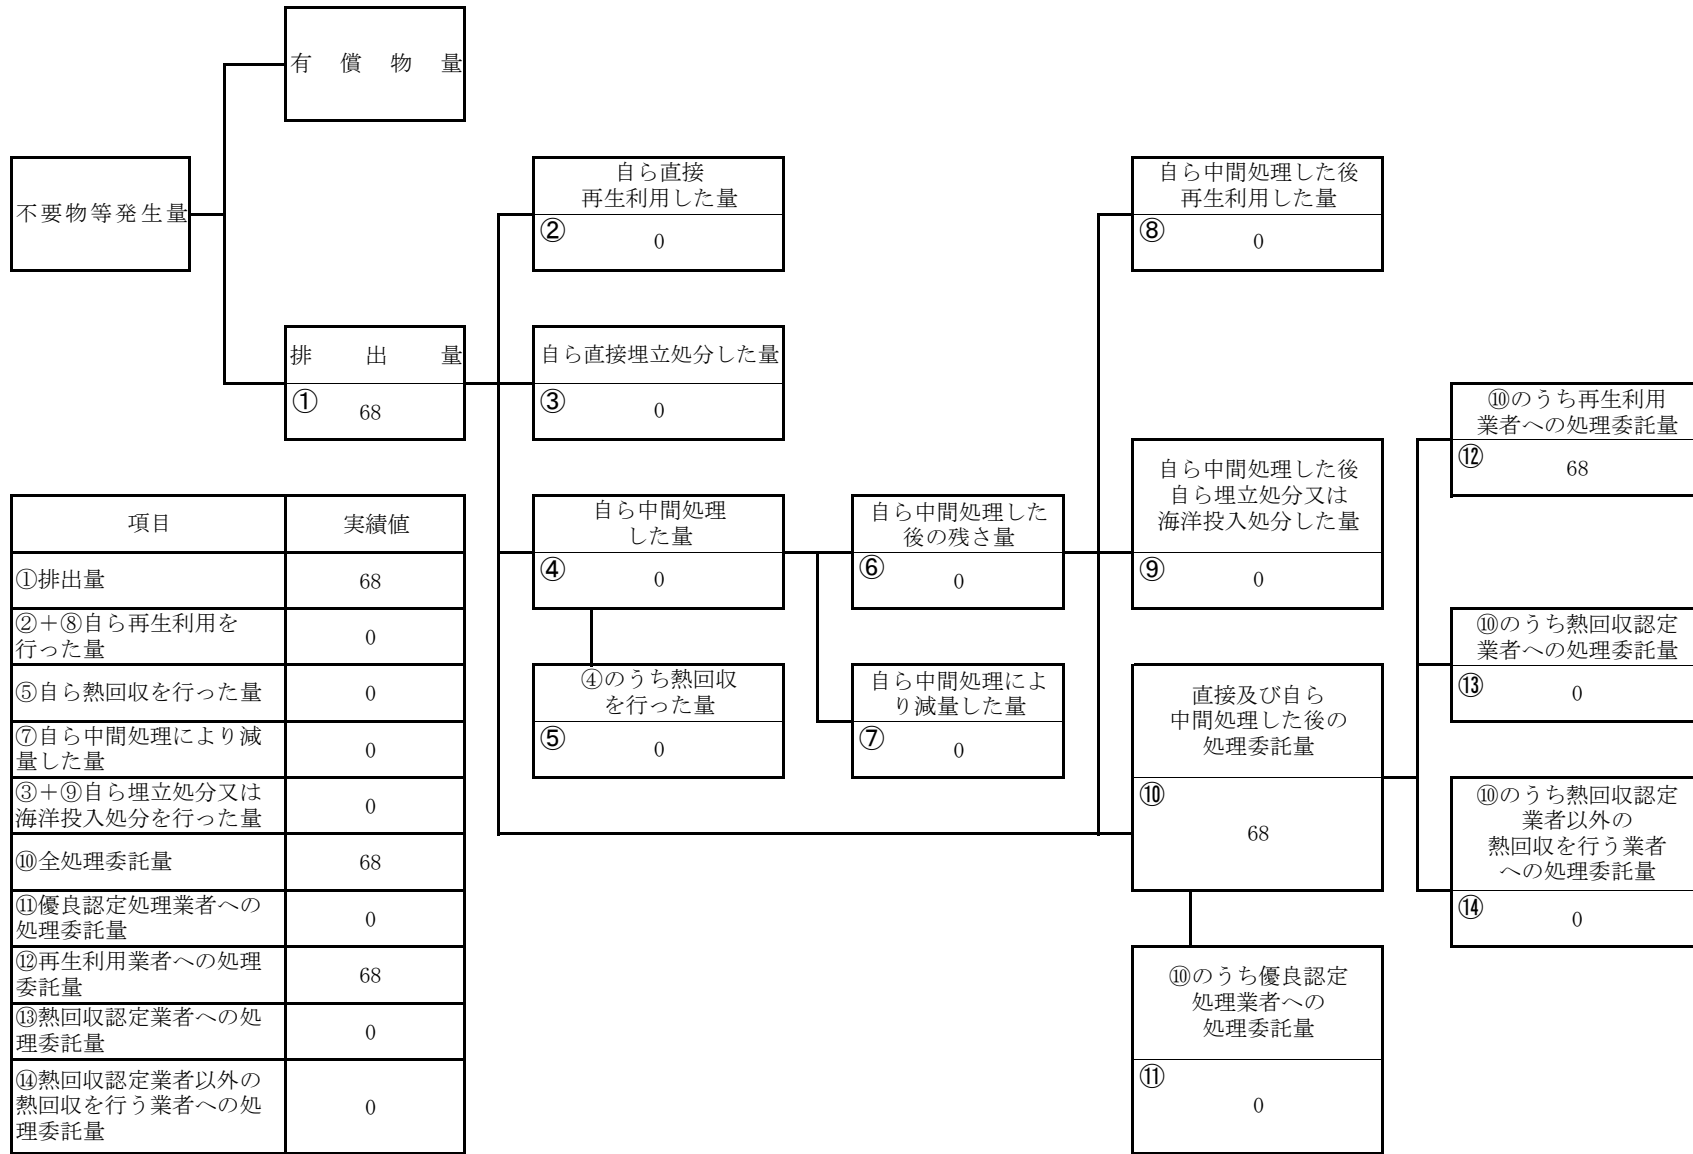 有償物量
不要物等発生量
排出量
①
68
自ら直接
再生利用した量
②
0
自ら直接埋立処分した量
③
0
自ら中間処理
した量
④
0
④のうち熱回収
を行った量
⑤
0
自ら中間処理した
後の残さ量
⑥
0
自ら中間処理によ
り減量した量
⑦
0
自ら中間処理した後
再生利用した量
⑧
0
自ら中間処理した後
自ら埋立処分又は
海洋投入処分した量
⑨
0
直接及び自ら
中間処理した後の
処理委託量
⑩
68
⑩のうち優良認定
処理業者への
処理委託量
⑪
0
⑩のうち再生利用
業者への処理委託量
⑫
68
⑩のうち熱回収認定
業者への処理委託量
⑬
0
⑩のうち熱回収認定
業者以外の
熱回収を行う業者
への処理委託量
⑭
0
項目 実績値
①排出量 68
②+⑧自ら再生利用を
行った量 0
⑤自ら熱回収を行った量 0
⑦自ら中間処理により減
量した量 0
③+⑨自ら埋立処分又は
海洋投入処分を行った量 0
⑩全処理委託量 68
⑪優良認定処理業者への
処理委託量 0
⑫再生利用業者への処理
委託量 68
⑬熱回収認定業者への処
理委託量 0
⑭熱回収認定業者以外の
熱回収を行う業者への処
理委託量 0